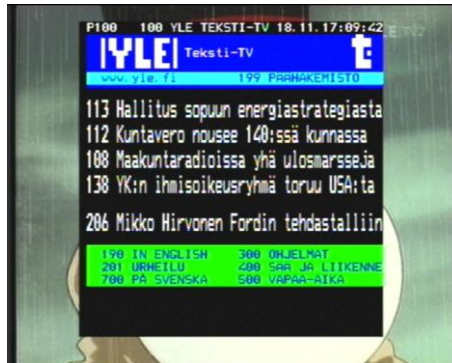 P100 100 YLE TEKSTI-TV 18.11.17:09:42
YLE Teksti-TV t:
www.yle.fi 199 PÄÄHAKEMISTO
113 Hallitus sopuun energiastrategiasta
112 Kuntavero nousee 140:ssä kunnassa
108 Maakuntaradioissa yhä ulosmarsseja
138 YK:n ihmisoikeusryhmä toruu USA:ta
206 Mikko Hirvonen Fordin tehdastalliin
190 IN ENGLISH 300 OHJELMAT
201 URHEILU 400 SÄÄ JA LIIKENNE
700 PÅ SVENSKA 500 VAPAA-AIKA